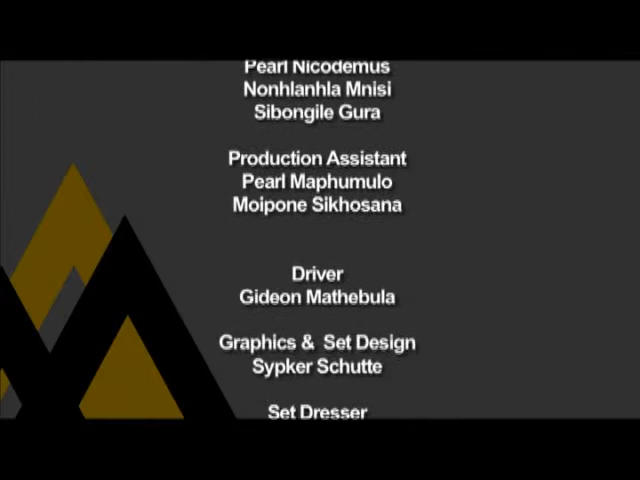 Pearl Nicodemus
Nonhlanhla Mnisi
Sibongile Gura
Production Assistant
Pearl Maphumulo
Moipone Sikhosana
Driver
Gideon Mathebula
Graphics & Set Design
Sypker Schutte
Set Dresser